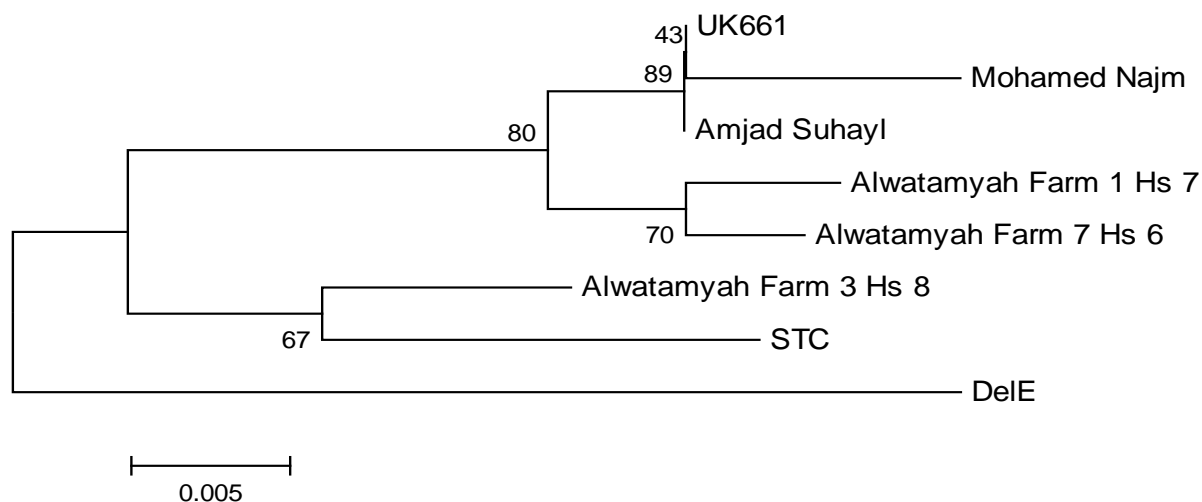 UK661
43
89
Mohamed Najm
Amjad Suhayl
80
Alwatamyah Farm 1 Hs 7
70
Alwatamyah Farm 7 Hs 6
Alwatamyah Farm 3 Hs 8
67
STC
DelE
0.005